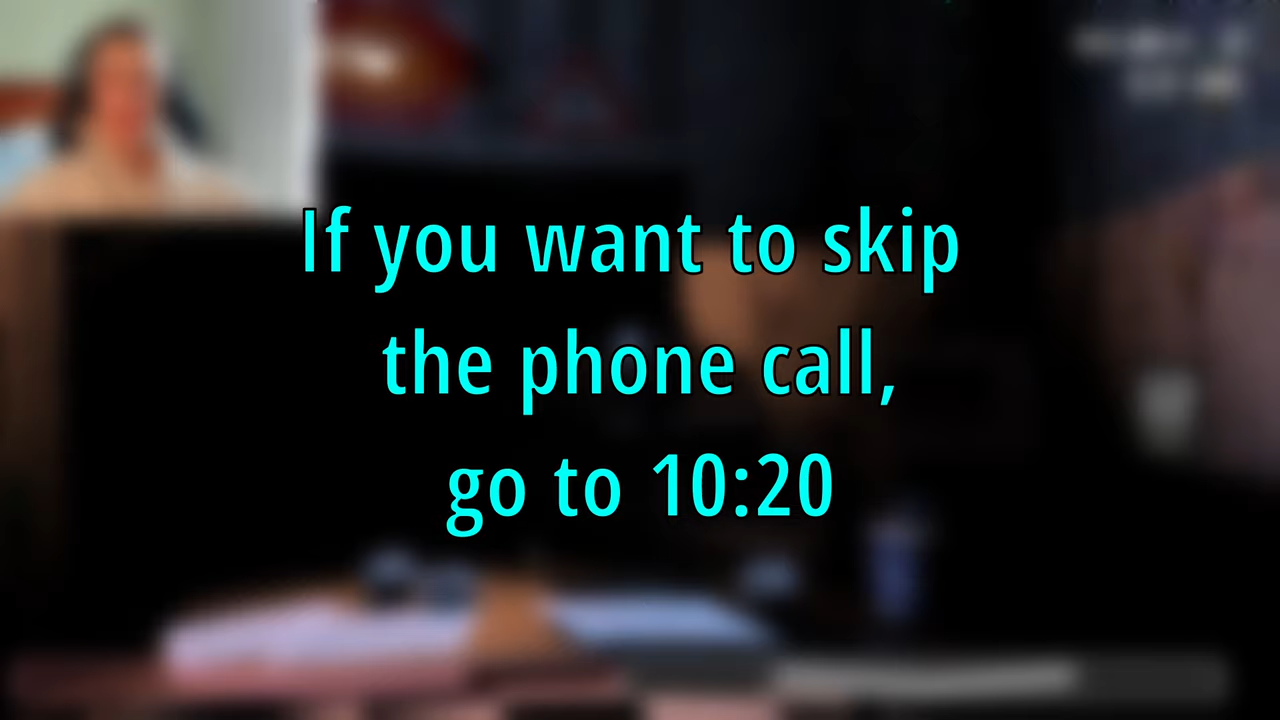 If you want to skip
the phone call,
go to 10:20